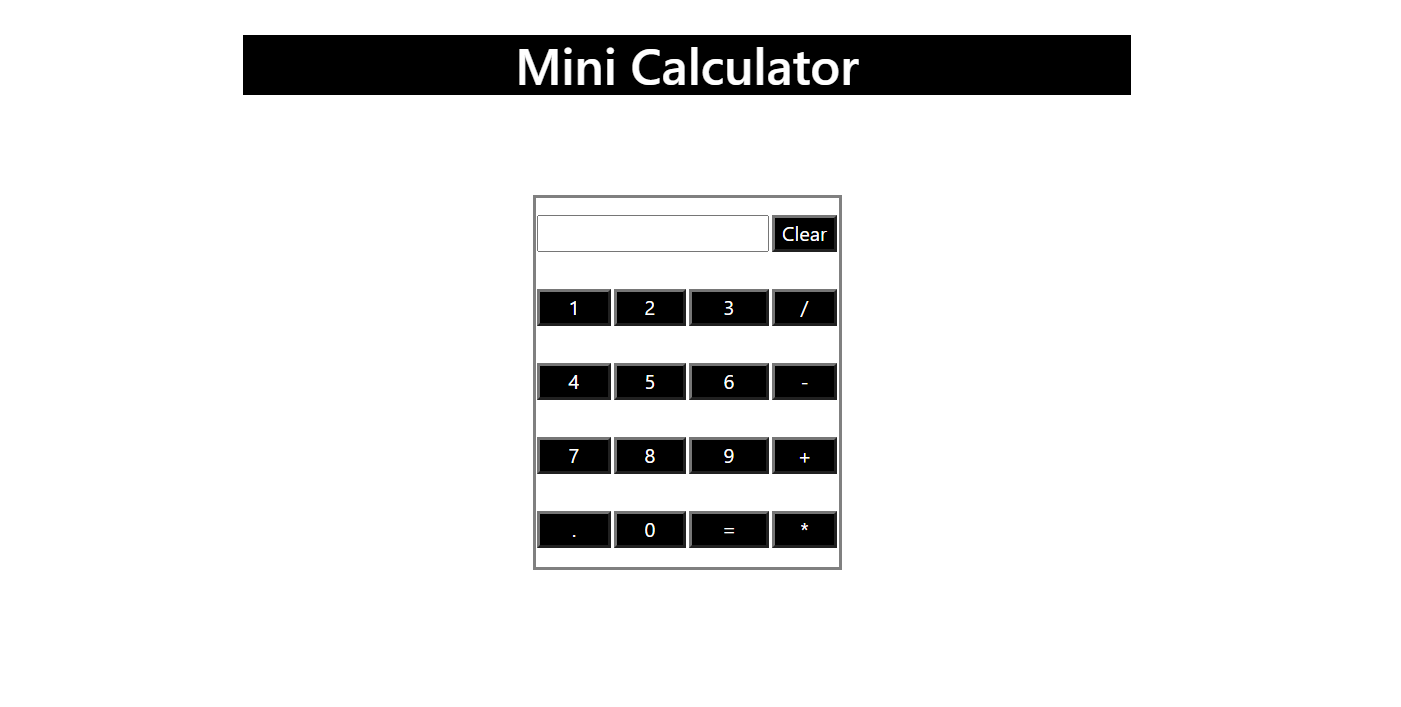 Mini Calculator
Clear
1 2 3 /
4 5 6 -
7 8 9 +
. 0 = *